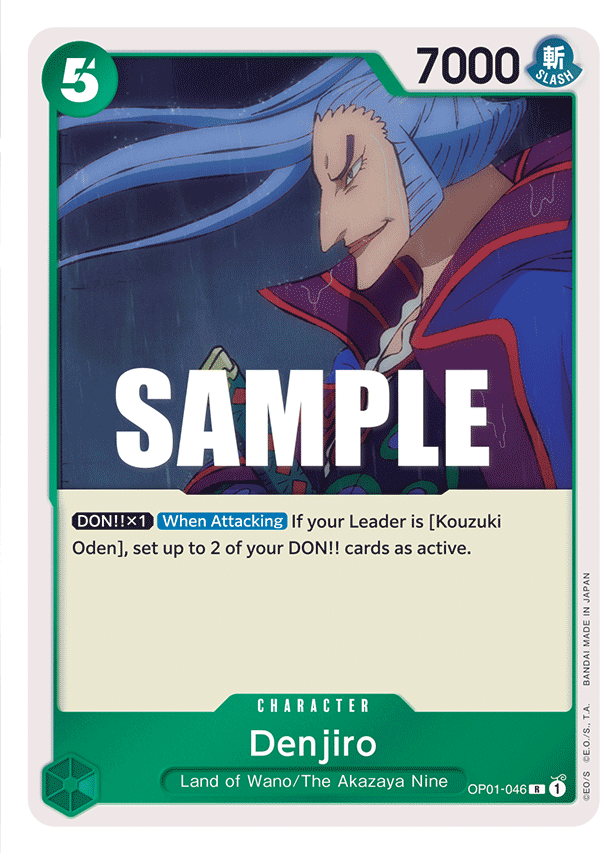 5
7000
斬
SLASH
SAMPLE
DON!!×1 When Attacking If your Leader is [Kouzuki
Oden], set up to 2 of your DON!! cards as active.
CHARACTER
Denjiro
Land of Wano/The Akazaya Nine
OP01-046 R 1
©E.O/S ©E.O./S., T.A. BANDAI MADE IN JAPAN